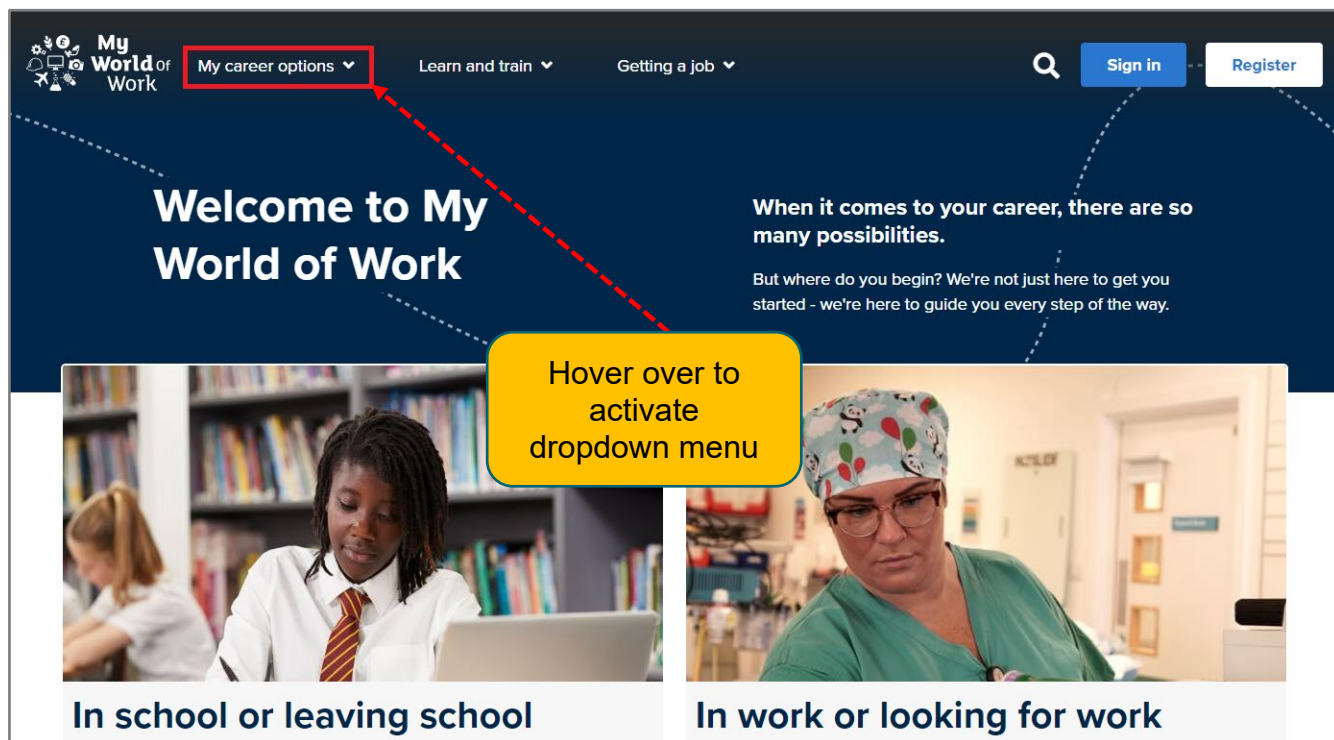 My
World of
Work
My career options
Learn and train
Getting a job
Sign in
Register
Welcome to My
World of Work
When it comes to your career, there are so
many possibilities.
But where do you begin? We're not just here to get you
started - we're here to guide you every step of the way.
Hover over to
activate
dropdown menu
In school or leaving school
In work or looking for work